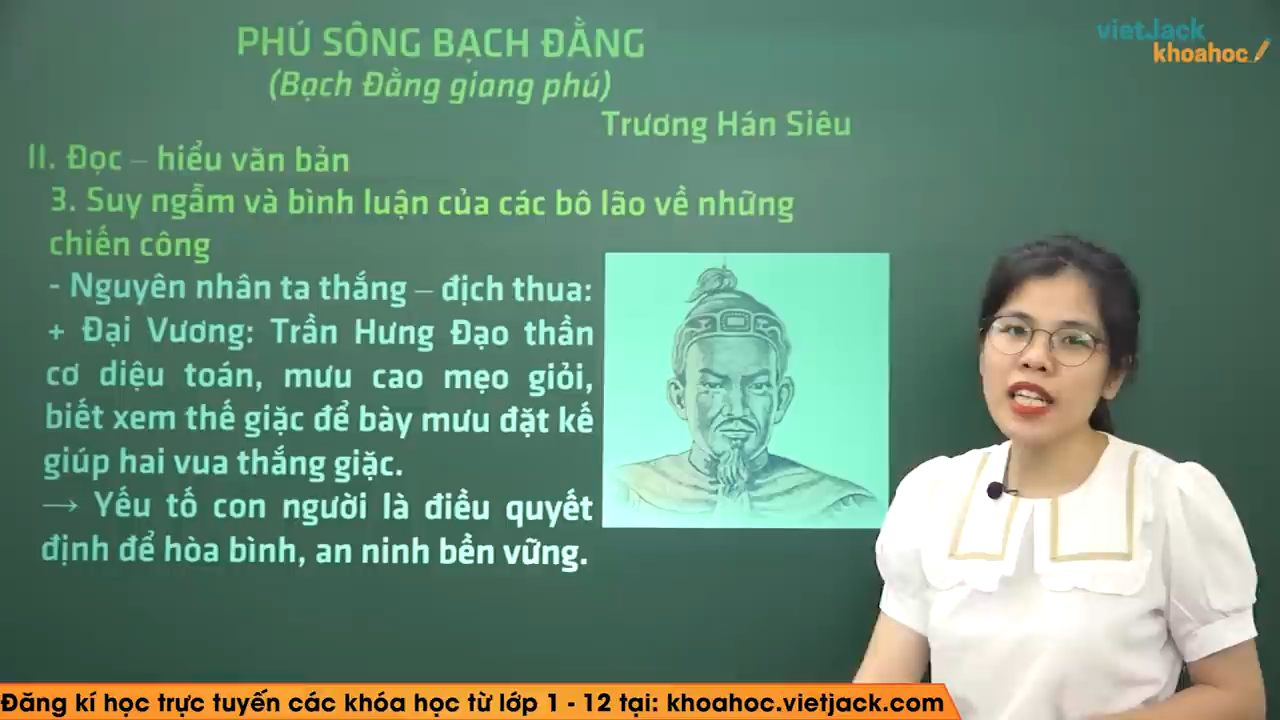 PHÚ SÔNG BẠCH ĐẰNG
(Bạch Đằng giang phú)
Trương Hán Siêu
vietJack
khoahoc
II. Đọc – hiểu văn bản
3. Suy ngẫm và bình luận của các bô lão về những
chiến công
- Nguyên nhân ta thắng – địch thua:
+ Đại Vương: Trần Hưng Đạo thần
cơ diệu toán, mưu cao mẹo giỏi,
biết xem thế giặc để bày mưu đặt kế
giúp hai vua thắng giặc.
→ Yếu tố con người là điều quyết
định để hòa bình, an ninh bền vững.
Đăng kí học trực tuyến các khóa học từ lớp 1 - 12 tại: khoahoc.vietjack.com